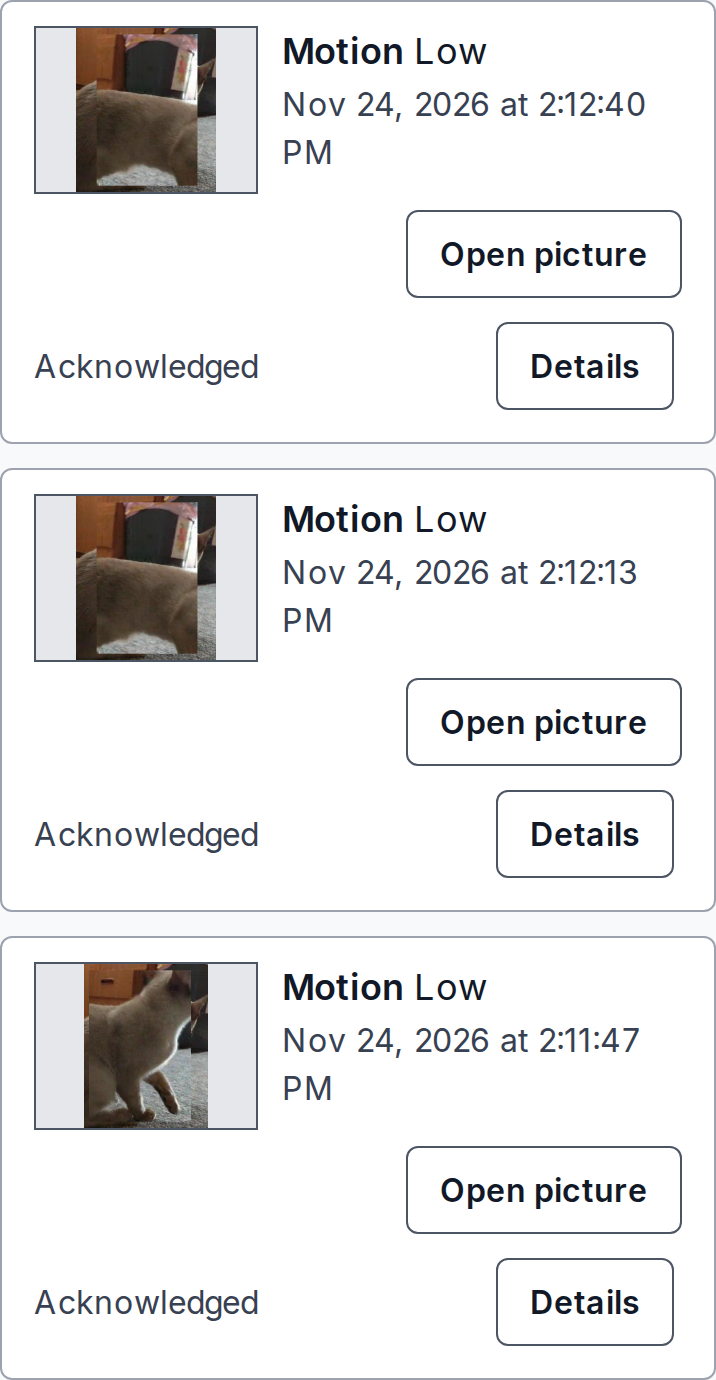 Motion Low
Nov 24, 2026 at 2:12:40
PM
Open picture
Acknowledged
Details
Motion Low
Nov 24, 2026 at 2:12:13
PM
Open picture
Acknowledged
Details
Motion Low
Nov 24, 2026 at 2:11:47
PM
Open picture
Acknowledged
Details